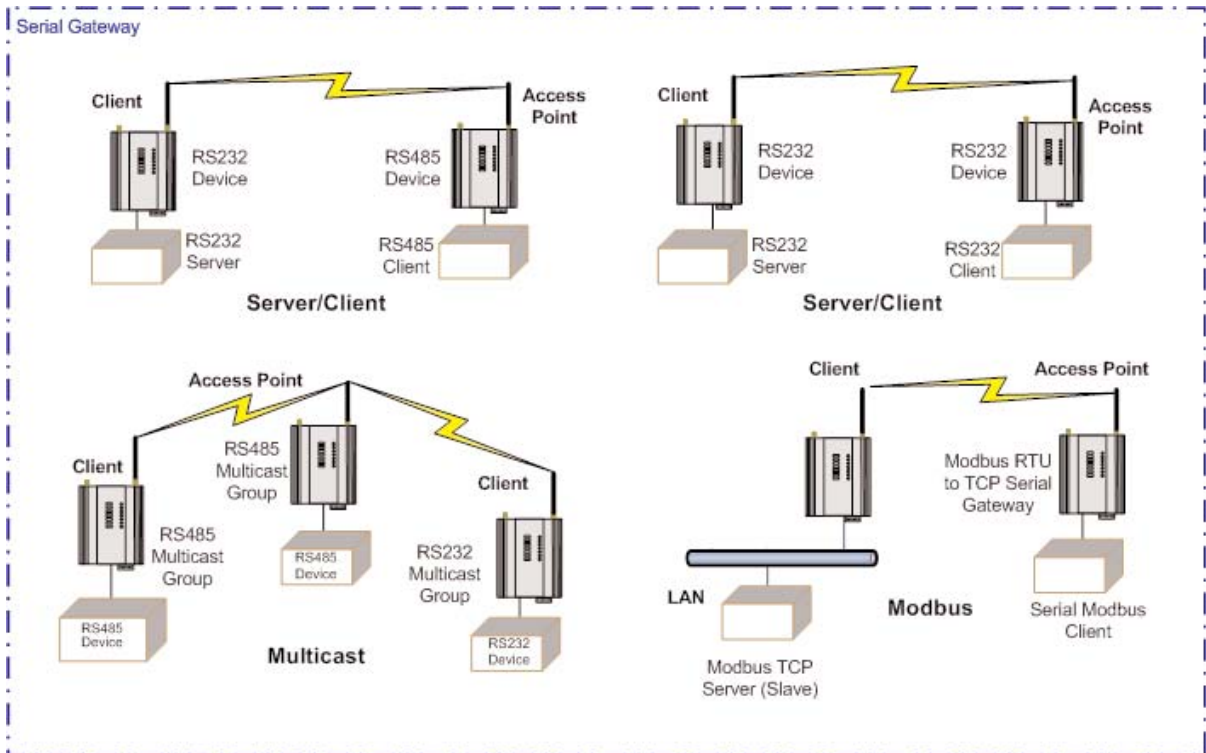 Serial Gateway
Client
Access
Point
RS232
Device
RS485
Device
RS232
Server
RS485
Client
Server/Client
Client
Access
Point
RS232
Device
RS232
Device
RS232
Server
RS232
Client
Server/Client
Access Point
Client
RS485
Multicast
Group
Client
RS485
Multicast
Group
RS485
Device
RS232
Multicast
Group
RS485
Device
RS232
Device
Multicast
Client
Access Point
Modbus RTU
to TCP Serial
Gateway
LAN
Modbus
Serial Modbus
Client
Modbus TCP
Server (Slave)